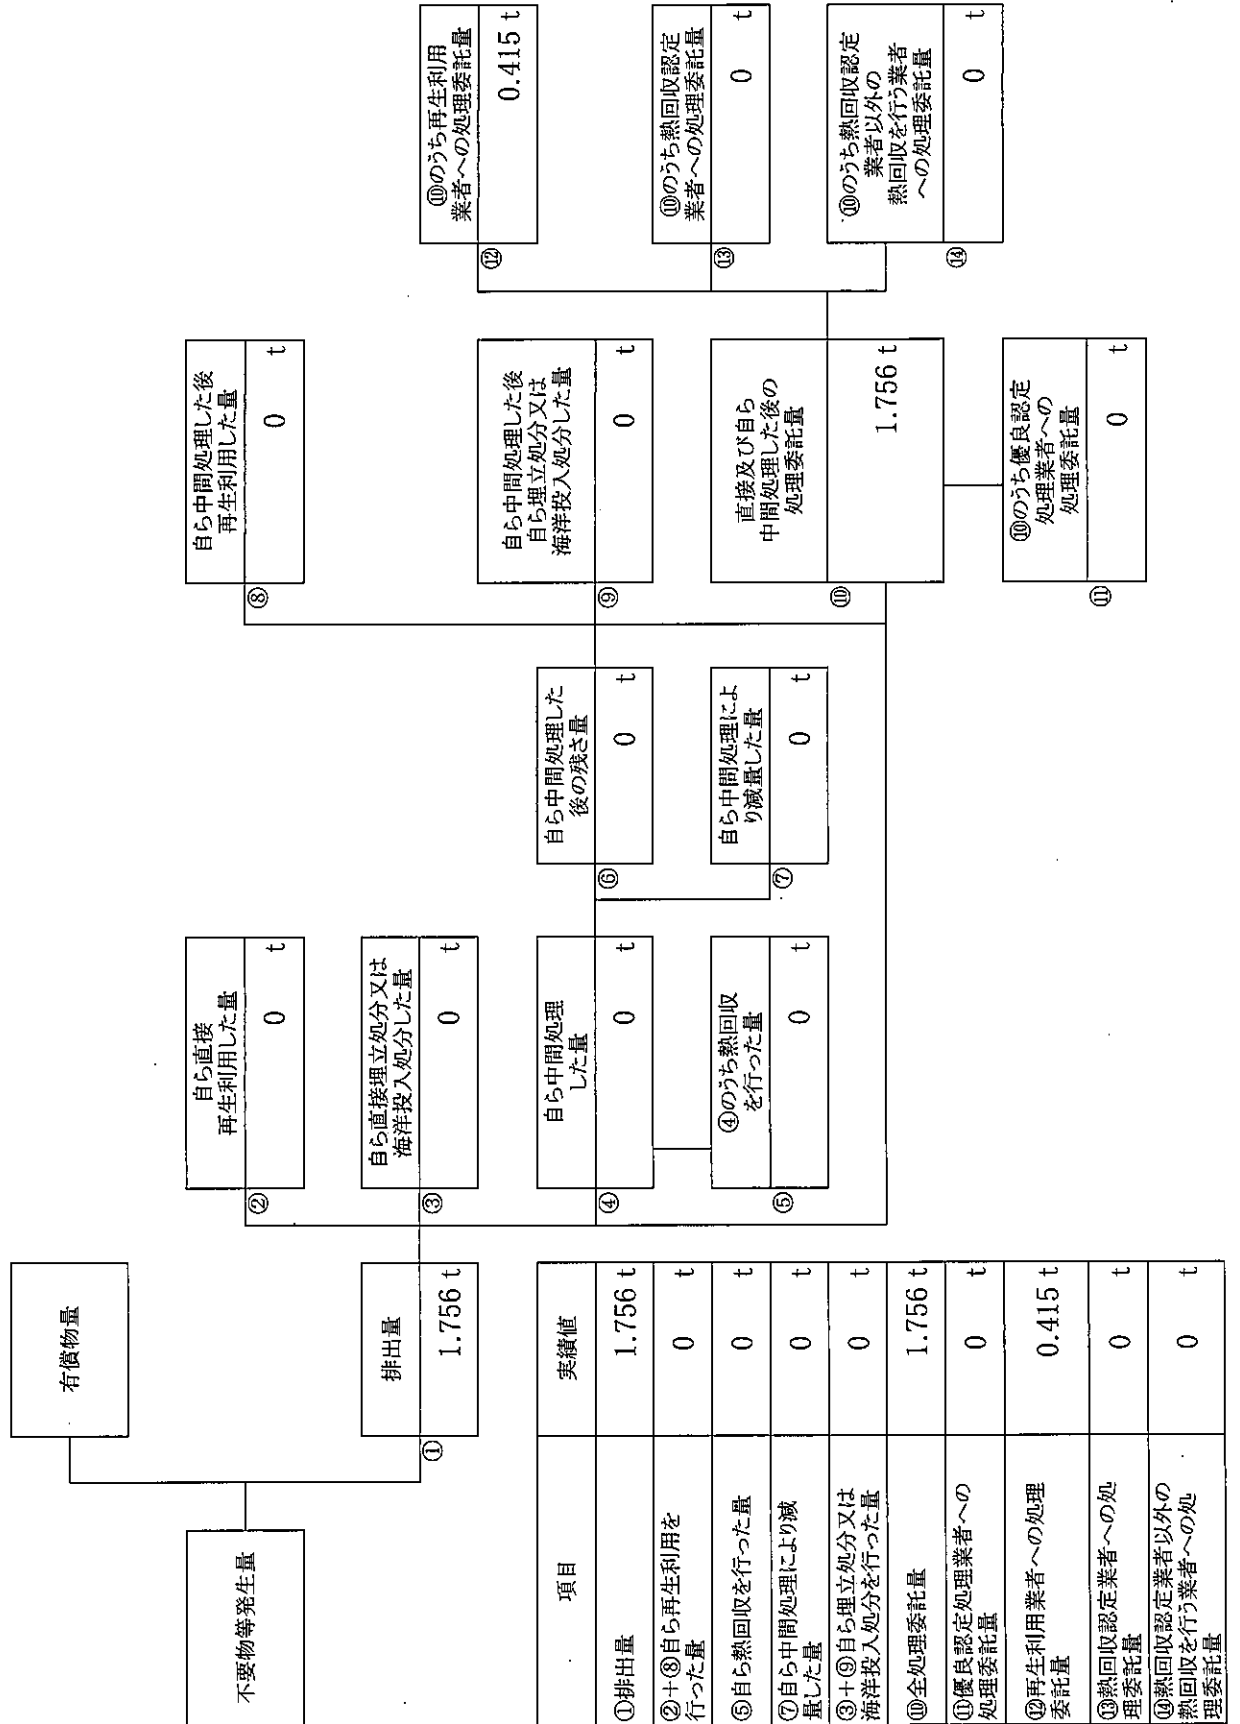 不要物等発生量
有償物量
排出量
①
1.756 t
自ら直接
再生利用した量
②
0 t
自ら直接埋立処分又は
海洋投入処分した量
③
0 t
自ら中間処理
した量
④
0 t
④のうち熱回収
を行った量
⑤
0 t
自ら中間処理した
後の残さ量
⑥
0 t
自ら中間処理によ
り減量した量
⑦
0 t
自ら中間処理した後
再生利用した量
⑧
0 t
自ら中間処理した後
自ら埋立処分又は
海洋投入処分した量
⑨
0 t
直接及び自ら
中間処理した後の
処理委託量
⑩
1.756 t
⑩のうち優良認定
処理業者への
処理委託量
⑪
0 t
⑩のうち再生利用
業者への処理委託量
⑫
0.415 t
⑩のうち熱回収認定
業者への処理委託量
⑬
0 t
⑩のうち熱回収認定
業者以外の
熱回収を行う業者
への処理委託量
⑭
0 t
項目 実績値
①排出量 1.756 t
②+⑧自ら再生利用を
行った量 0 t
⑤自ら熱回収を行った量 0 t
⑦自ら中間処理により減
量した量 0 t
③+⑨自ら埋立処分又は
海洋投入処分を行った量 0 t
⑩全処理委託量 1.756 t
⑪優良認定処理業者への
処理委託量 0 t
⑫再生利用業者への処理
委託量 0.415 t
⑬熱回収認定業者への処
理委託量 0 t
⑭熱回収認定業者以外の
熱回収を行う業者への処
理委託量 0 t